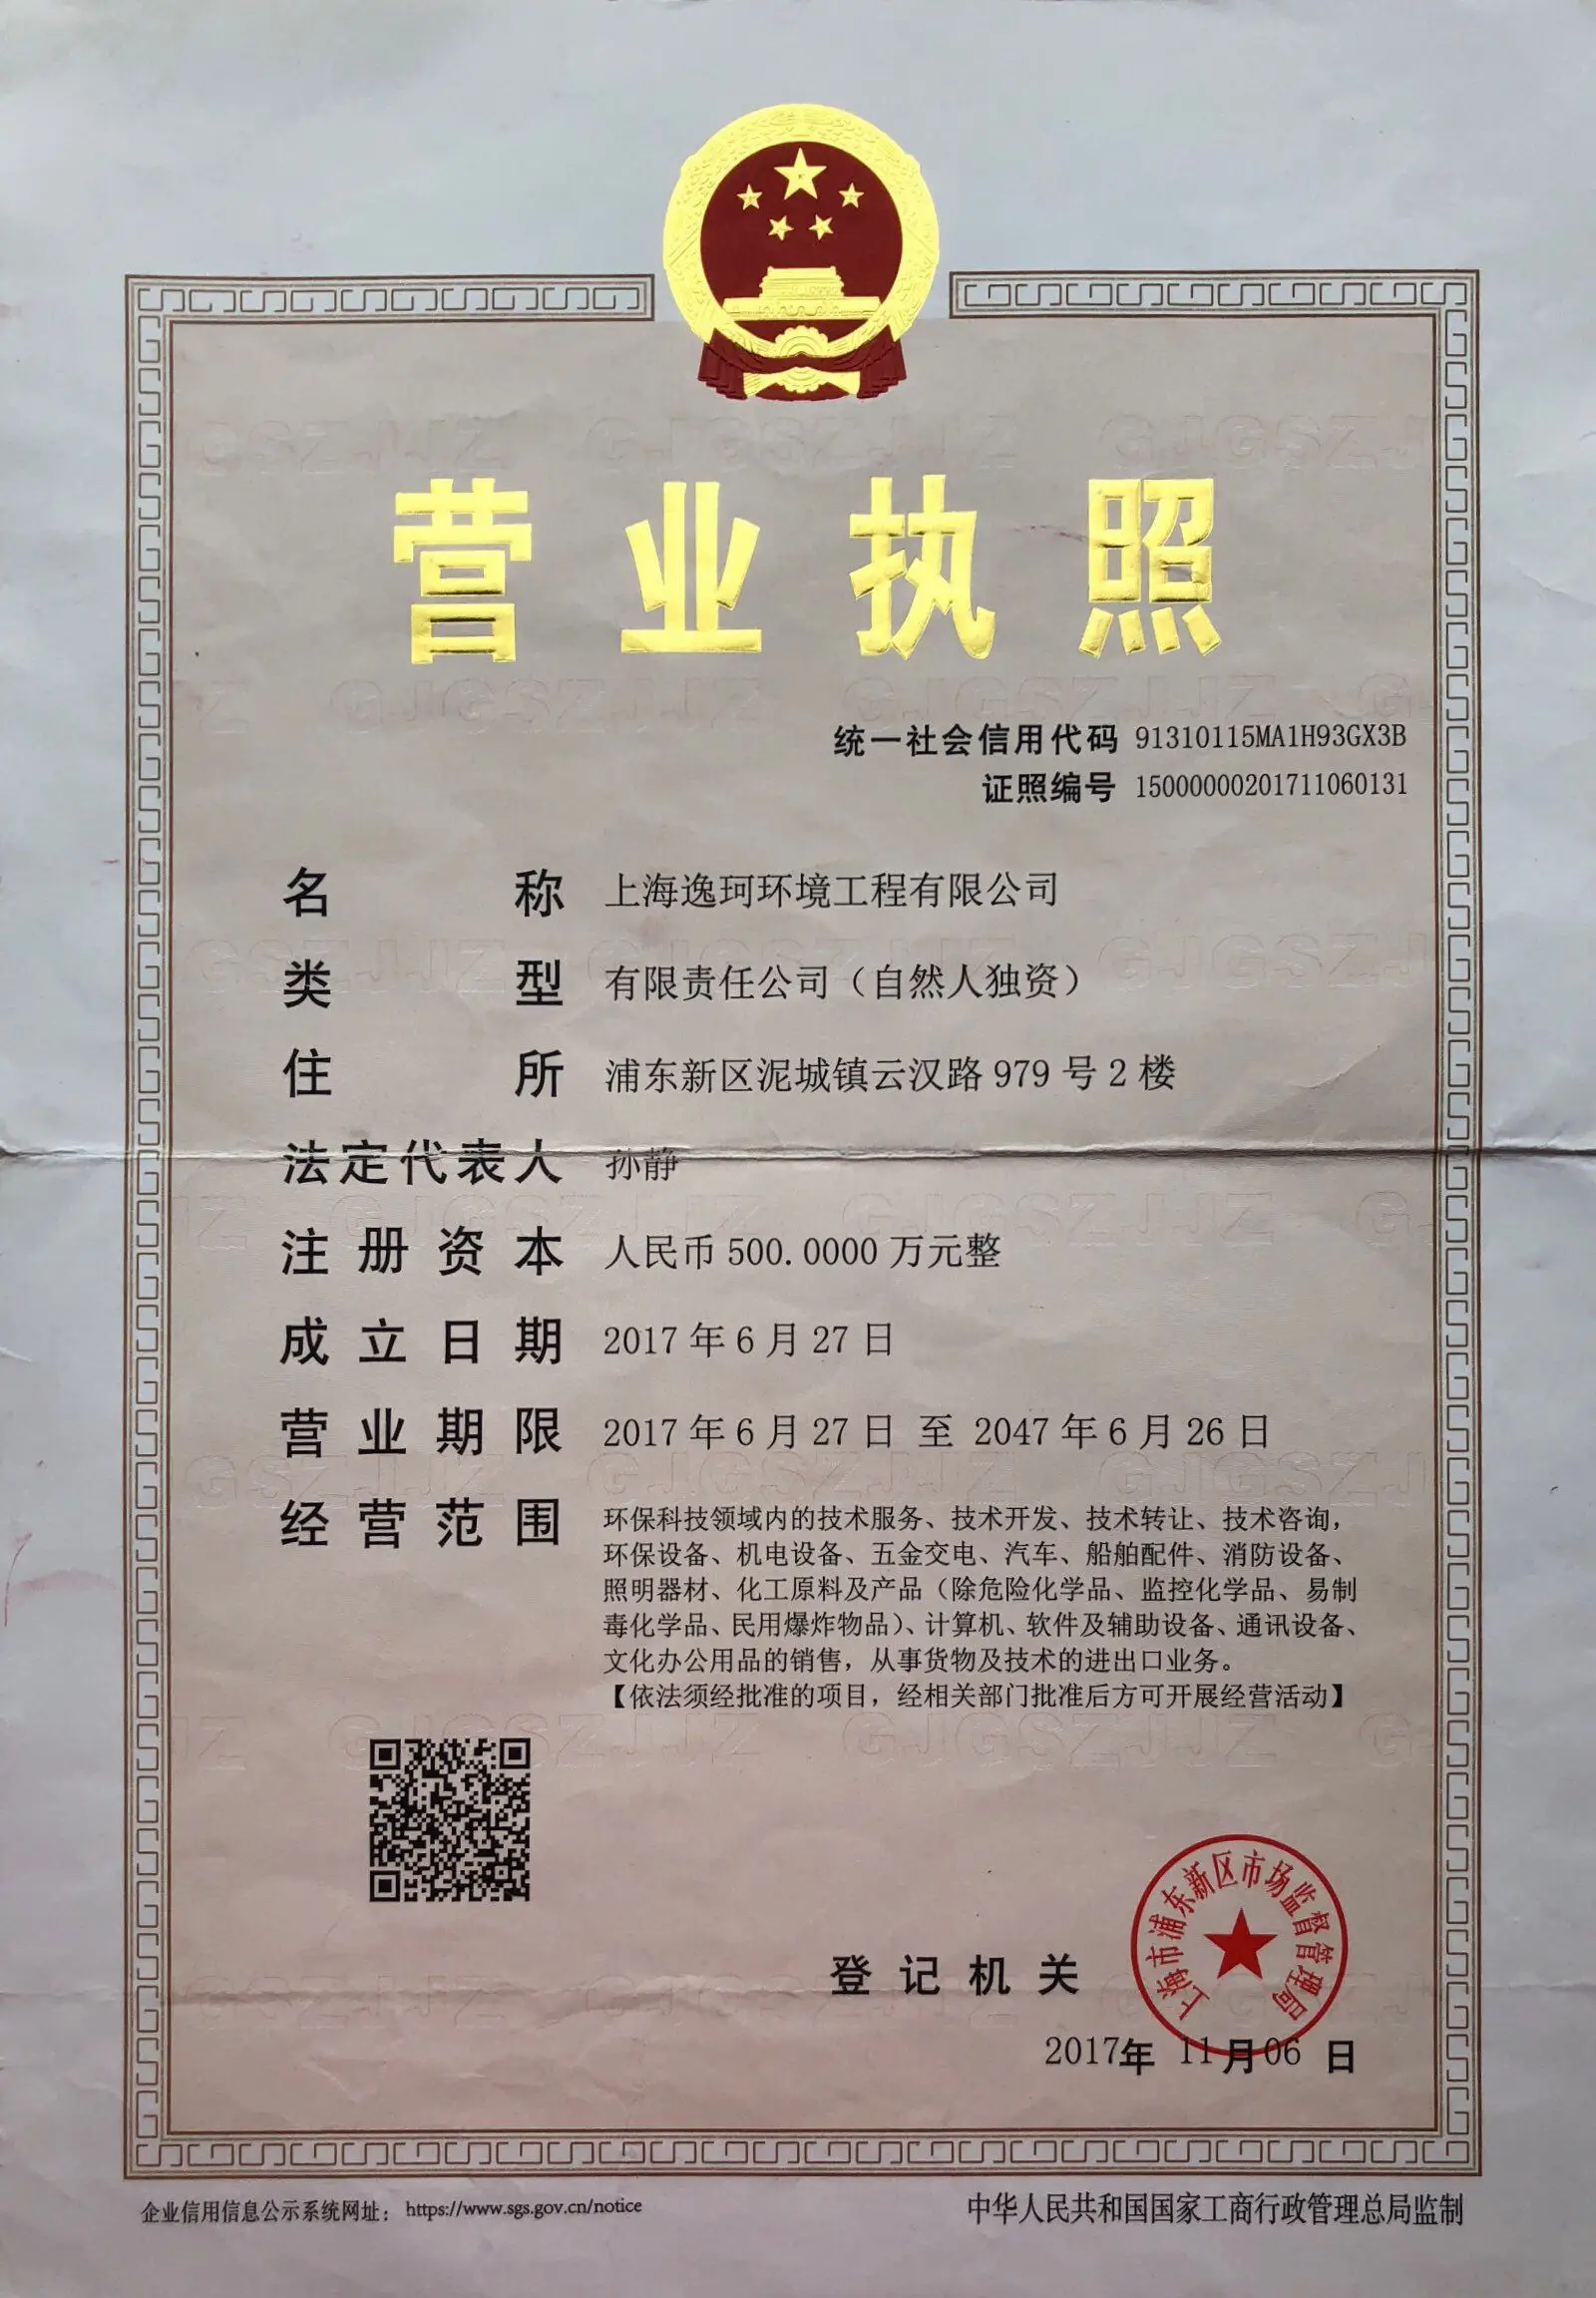 营业执照
统一社会信用代码 91310115MA1H93GX3B
证照编号 15000000201711060131
名称 上海逸珂环境工程有限公司
类型 有限责任公司（自然人独资）
住所 浦东新区泥城镇云汉路979号2楼
法定代表人 孙静
注册资本 人民币500.0000万元整
成立日期 2017年6月27日
营业期限 2017年6月27日 至 2047年6月26日
经营范围 环保科技领域内的技术服务、技术开发、技术转让、技术咨询，
环保设备、机电设备、五金交电、汽车、船舶配件、消防设备、
照明器材、化工原料及产品（除危险化学品、监控化学品、易制
毒化学品、民用爆炸物品）、计算机、软件及辅助设备、通讯设备、
文化办公用品的销售，从事货物及技术的进出口业务。
【依法须经批准的项目，经相关部门批准后方可开展经营活动】
登记机关
上海市浦东新区市场监督管理局
2017年 11月06 日
企业信用信息公示系统网址： https://www.sgs.gov.cn/notice
中华人民共和国国家工商行政管理总局监制